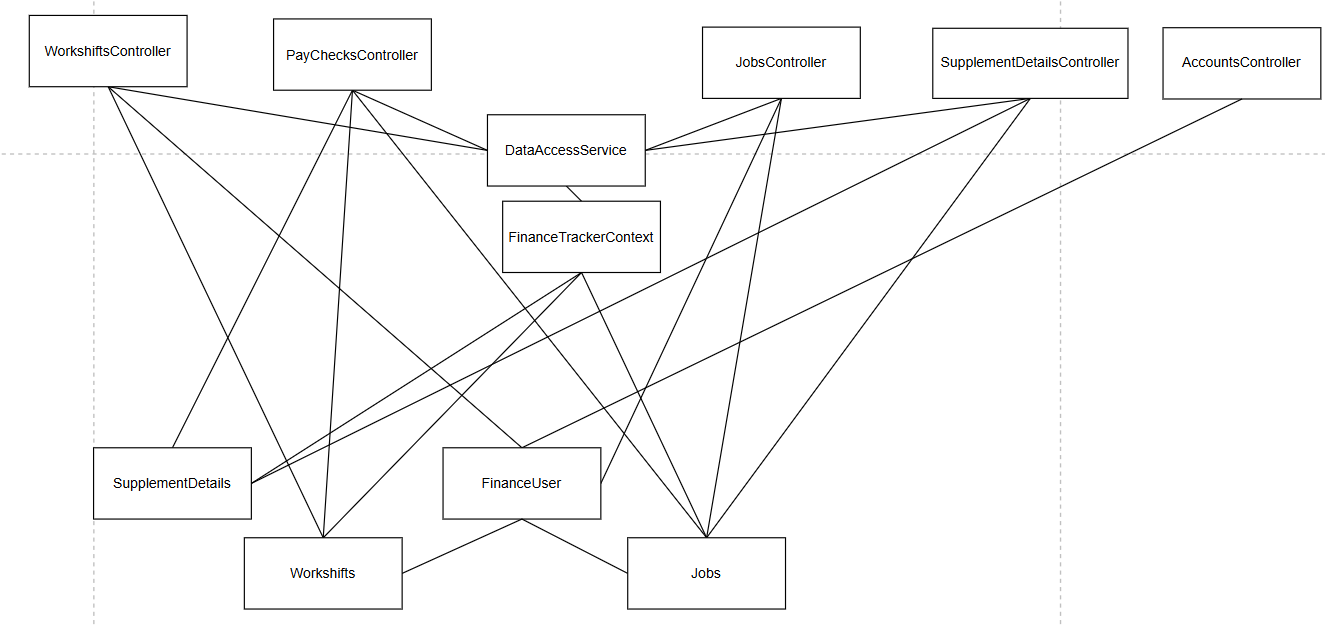 WorkshiftsController
PayChecksController
JobsController
SupplementDetailsController
AccountsController
DataAccessService
FinanceTrackerContext
SupplementDetails
FinanceUser
Workshifts
Jobs